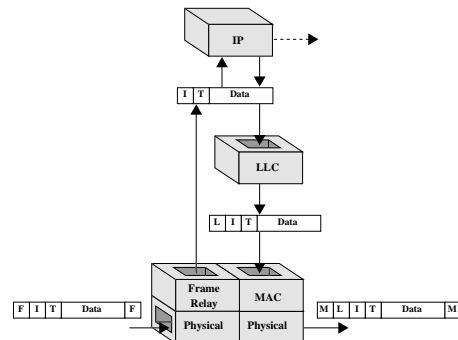 IP
I T Data
LLC
L I T Data
Frame
Relay
MAC
F I T Data F
M L I T Data M
Physical
Physical